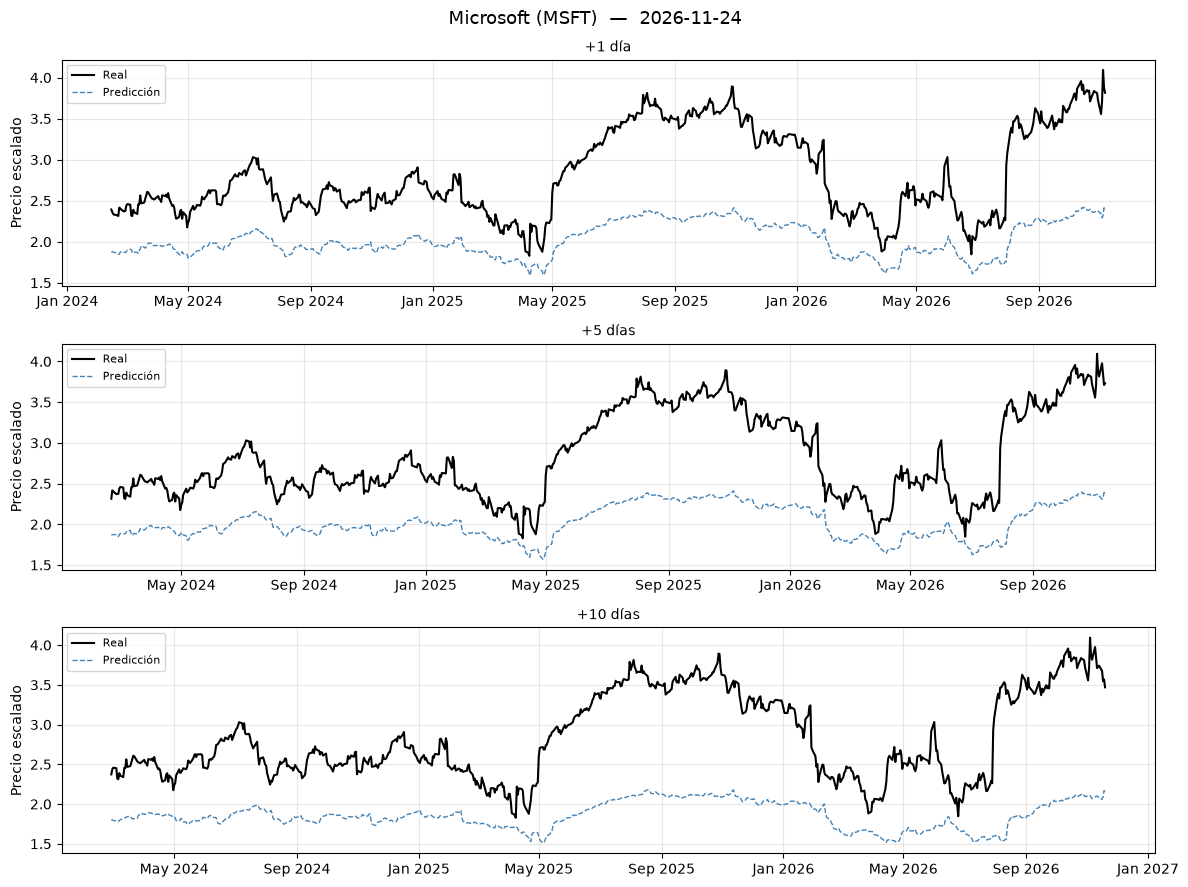 Microsoft (MSFT) — 2026-11-24
+1 día
Precio escalado
4.0
3.5
3.0
2.5
2.0
1.5
Real
Predicción
Jan 2024 May 2024 Sep 2024 Jan 2025 May 2025 Sep 2025 Jan 2026 May 2026 Sep 2026
+5 días
Precio escalado
4.0
3.5
3.0
2.5
2.0
1.5
Real
Predicción
May 2024 Sep 2024 Jan 2025 May 2025 Sep 2025 Jan 2026 May 2026 Sep 2026
+10 días
Precio escalado
4.0
3.5
3.0
2.5
2.0
1.5
Real
Predicción
May 2024 Sep 2024 Jan 2025 May 2025 Sep 2025 Jan 2026 May 2026 Sep 2026 Jan 2027